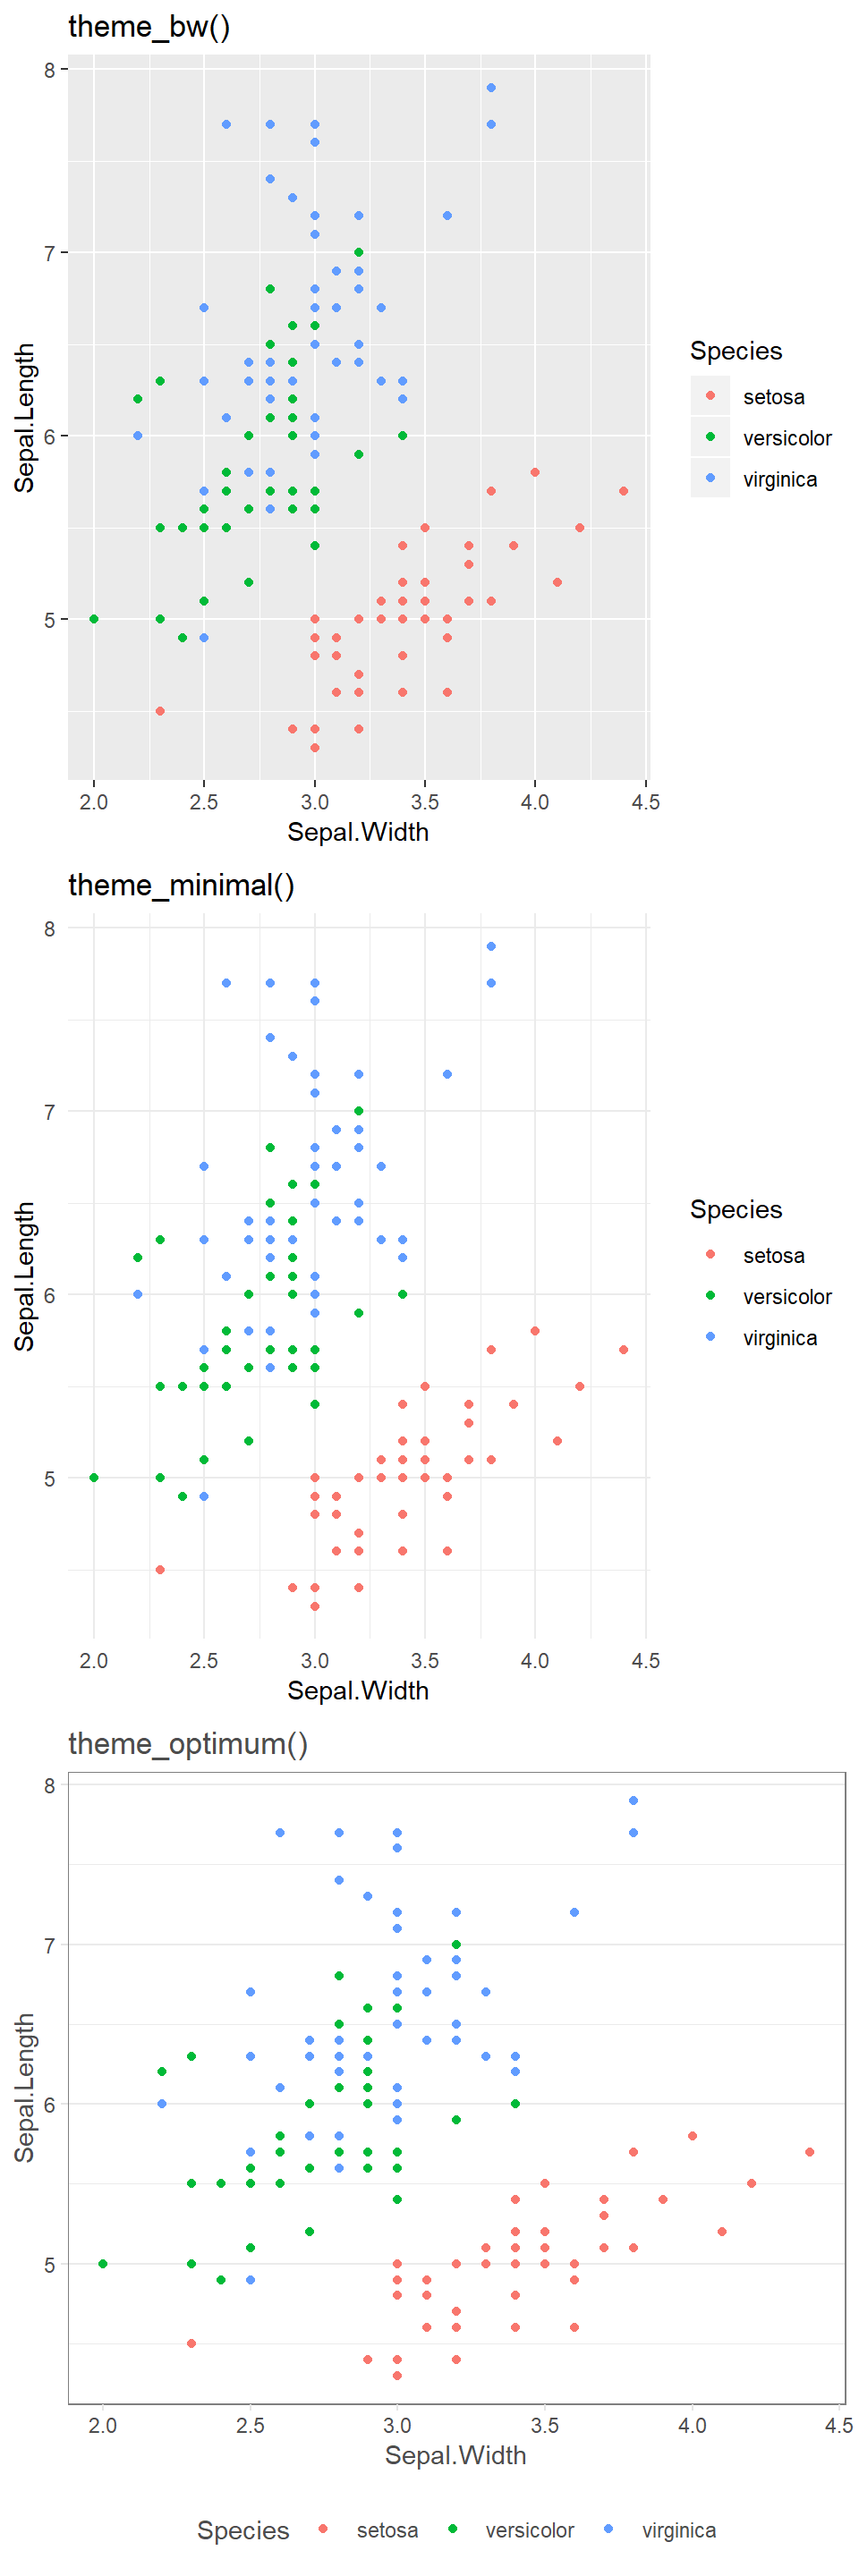 theme_bw()
8
7
6
5
Sepal.Length
2.0 2.5 3.0 3.5 4.0 4.5
Sepal.Width
Species
setosa
versicolor
virginica
theme_minimal()
8
7
6
5
Sepal.Length
2.0 2.5 3.0 3.5 4.0 4.5
Sepal.Width
Species
setosa
versicolor
virginica
theme_optimum()
8
7
6
5
Sepal.Length
2.0 2.5 3.0 3.5 4.0 4.5
Sepal.Width
Species setosa versicolor virginica